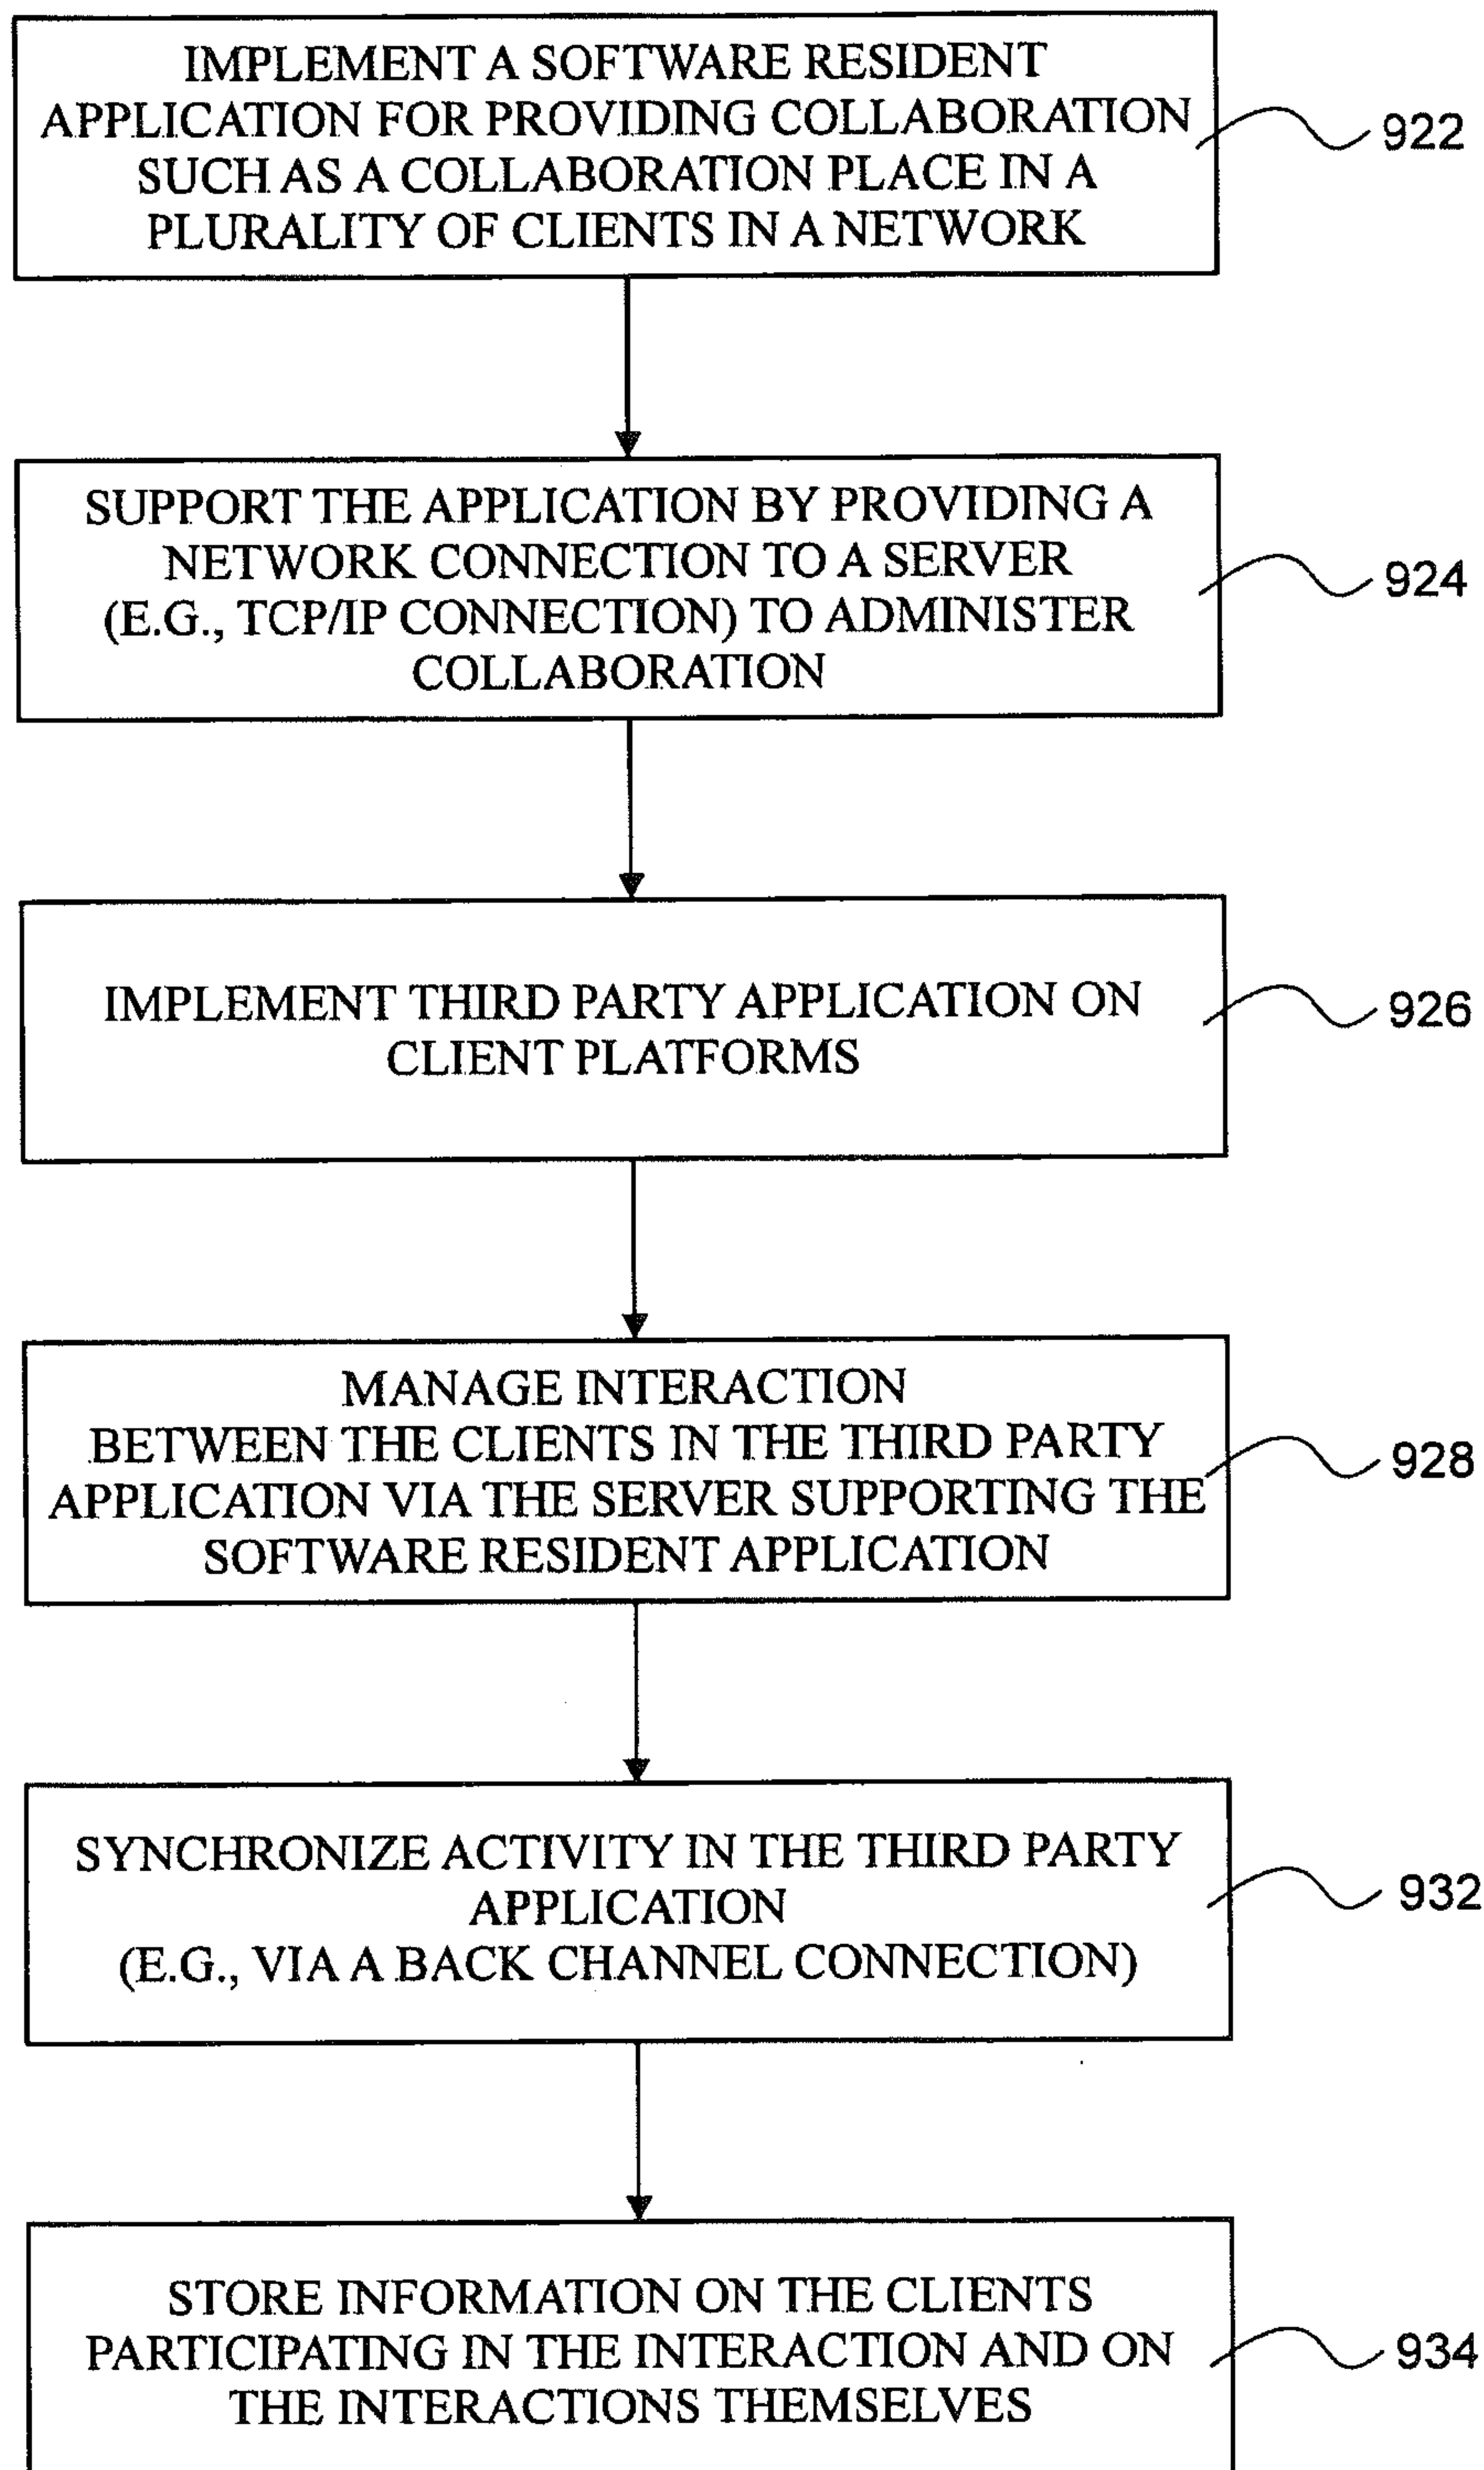 IMPLEMENT A SOFTWARE RESIDENT
APPLICATION FOR PROVIDING COLLABORATION
SUCH AS A COLLABORATION PLACE IN A
PLURALITY OF CLIENTS IN A NETWORK
922
SUPPORT THE APPLICATION BY PROVIDING A
NETWORK CONNECTION TO A SERVER
(E.G., TCP/IP CONNECTION) TO ADMINISTER
COLLABORATION
924
IMPLEMENT THIRD PARTY APPLICATION ON
CLIENT PLATFORMS
926
MANAGE INTERACTION
BETWEEN THE CLIENTS IN THE THIRD PARTY
APPLICATION VIA THE SERVER SUPPORTING THE
SOFTWARE RESIDENT APPLICATION
928
SYNCHRONIZE ACTIVITY IN THE THIRD PARTY
APPLICATION
(E.G., VIA A BACK CHANNEL CONNECTION)
932
STORE INFORMATION ON THE CLIENTS
PARTICIPATING IN THE INTERACTION AND ON
THE INTERACTIONS THEMSELVES
934